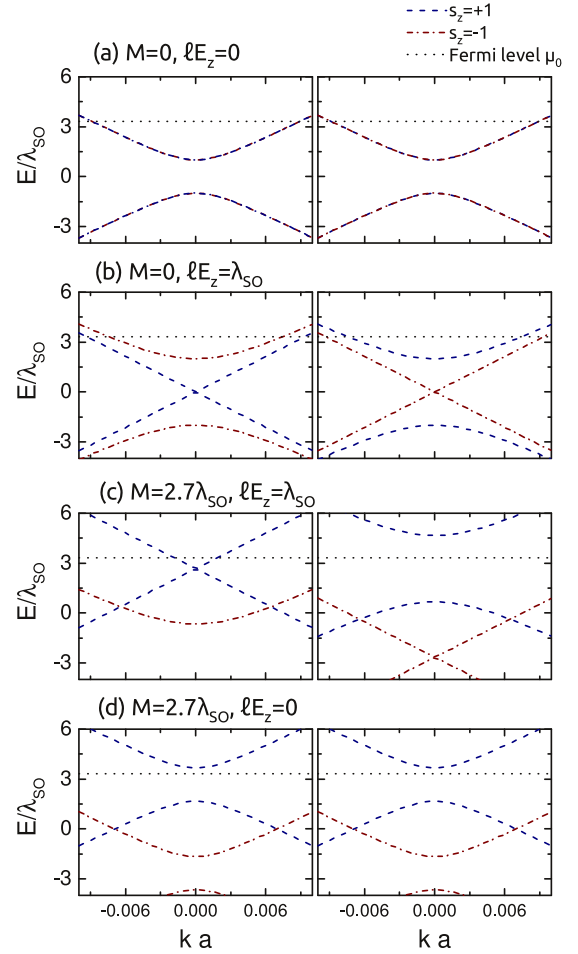 s_z=+1
s_z=-1
Fermi level μ_0
(a) M=0, ℓE_z=0
E/λ_SO
6
3
0
-3
(b) M=0, ℓE_z=λ_SO
E/λ_SO
6
3
0
-3
(c) M=2.7λ_SO, ℓE_z=λ_SO
E/λ_SO
6
3
0
-3
(d) M=2.7λ_SO, ℓE_z=0
E/λ_SO
6
3
0
-3
-0.006 0.000 0.006 -0.006 0.000 0.006
k a k a